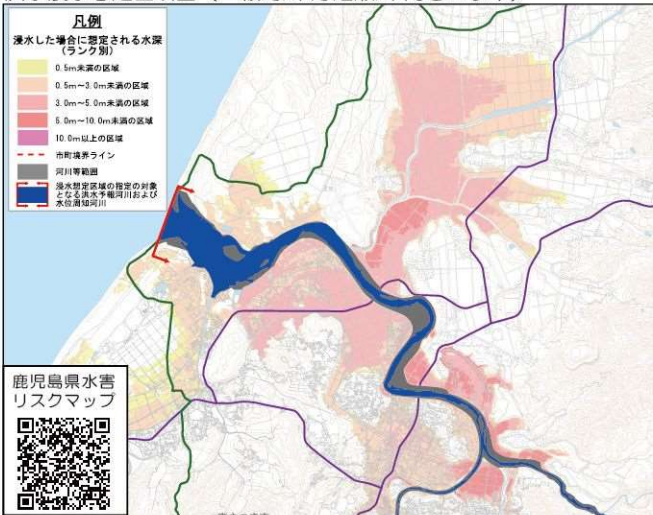 凡例
浸水した場合に想定される水深
(ランク別)
0.5m未満の区域
0.5m～3.0m未満の区域
3.0m～5.0m未満の区域
5.0m～10.0m未満の区域
10.0m以上の区域
市町境界ライン
河川等範囲
浸水想定区域の指定の対象
となる洪水予報河川および
水位周知河川
鹿児島県水害
リスクマップ